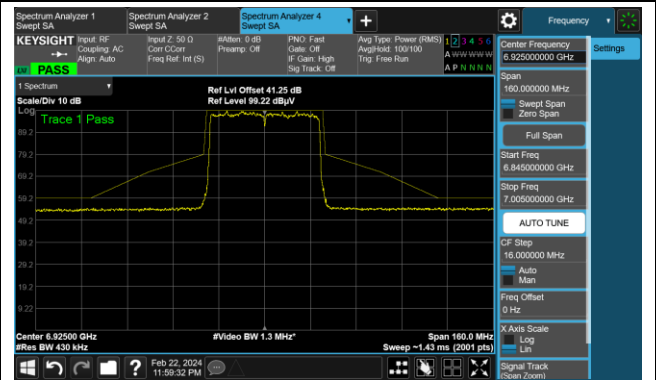 Spectrum Analyzer 1
Swept SA
Spectrum Analyzer 2
Swept SA
Spectrum Analyzer 4
Swept SA
Frequency
KEYSIGHT
Input: RF
Coupling: AC
Align: Auto
Input Z: 50 Ω
Corr CCorr
Freq Ref: Int (S)
#Atten: 0 dB
Preamp: Off
PNO: Fast
Gate: Off
IF Gain: High
Sig Track: Off
Avg Type: Power (RMS)
Avg|Hold: 100/100
Trig: Free Run
1 2 3 4 5 6
A W W W W W
A P N N N N
PASS
1 Spectrum
Scale/Div 10 dB
Ref Lvl Offset 41.25 dB
Ref Level 99.22 dBµV
Log
Trace 1 Pass
89.2
79.2
69.2
59.2
49.2
39.2
29.2
19.2
9.22
Center 6.92500 GHz
#Res BW 430 kHz
#Video BW 1.3 MHz*
Span 160.0 MHz
Sweep ~1.43 ms (2001 pts)
Feb 22, 2024
11:59:32 PM
Center Frequency
6.925000000 GHz
Settings
Span
160.000000 MHz
Swept Span
Zero Span
Full Span
Start Freq
6.845000000 GHz
Stop Freq
7.005000000 GHz
AUTO TUNE
CF Step
16.000000 MHz
Auto
Man
Freq Offset
0 Hz
X Axis Scale
Log
Lin
Signal Track
(Span Zoom)